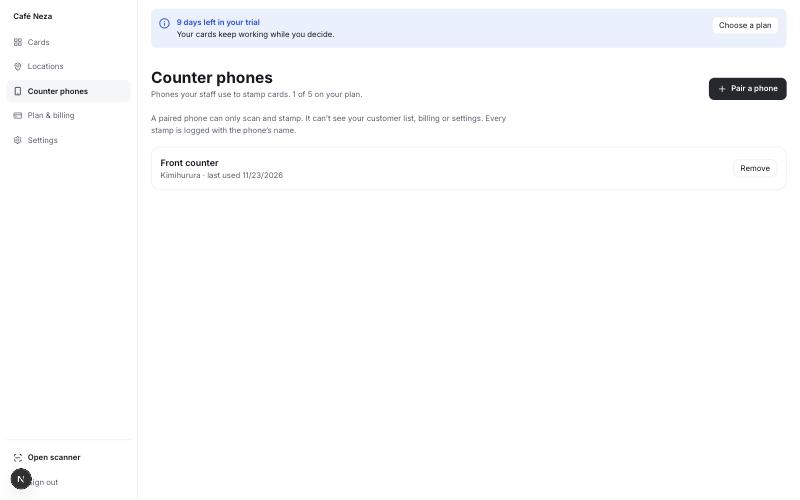 Café Neza
Cards
Locations
Counter phones
Plan & billing
Settings
Open scanner
N
ign out
9 days left in your trial
Your cards keep working while you decide.
Choose a plan
Counter phones
Phones your staff use to stamp cards. 1 of 5 on your plan.
Pair a phone
A paired phone can only scan and stamp. It can't see your customer list, billing or settings. Every
stamp is logged with the phone's name.
Front counter
Kimihurura · last used 11/23/2026
Remove